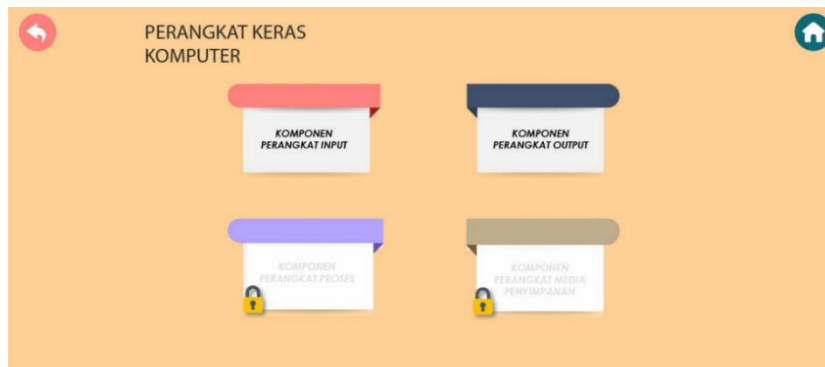 PERANGKAT KERAS
KOMPUTER
KOMPONEN
PERANGKAT INPUT
KOMPONEN
PERANGKAT OUTPUT
KOMPONEN
PERANGKAT PROSES
KOMPONEN
PERANGKAT MEDIA
PENYIMPANAN